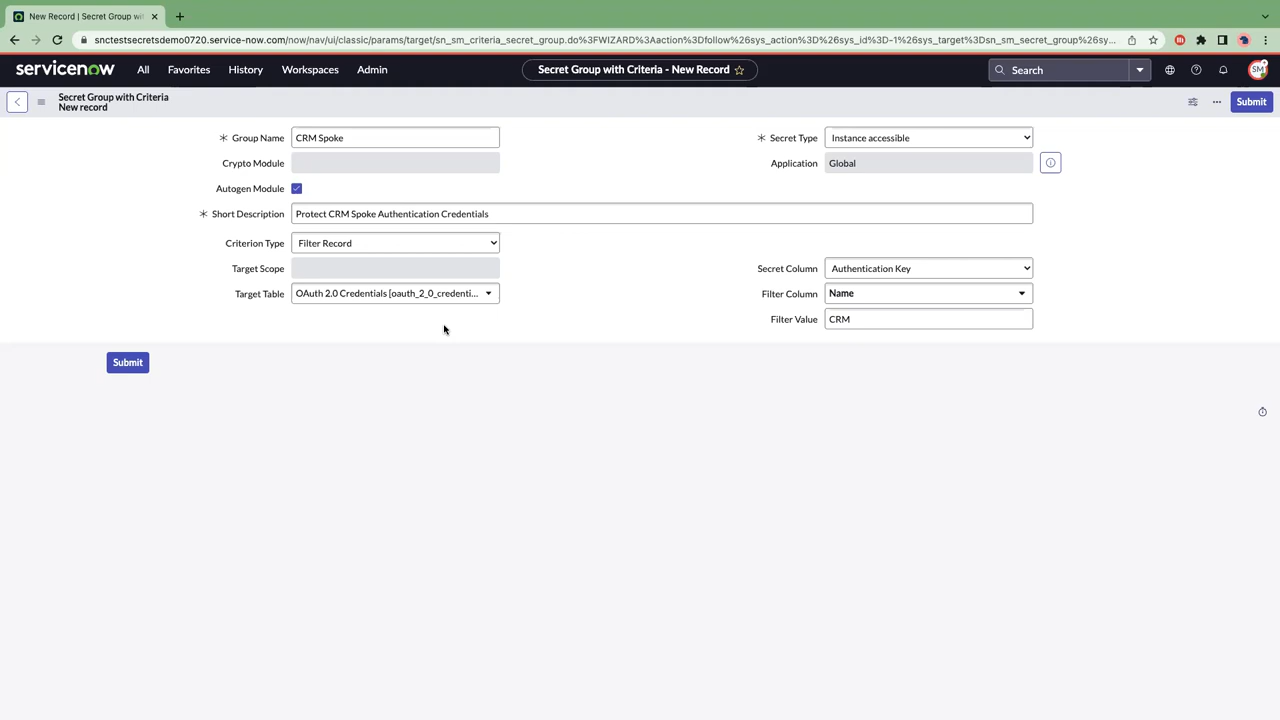 New Record | Secret Group wit
snctestsecretsdemo0720.service-now.com/now/nav/ui/classic/params/target/sn_sm_criteria_secret_group.do%3FWIZARD%3Aaction%3Dfollow%26sys_action%3D%26sys_id%3D-1%26sys_target%3Dsn_sm_secret_group%26sy...
servicenow All Favorites History Workspaces Admin Secret Group with Criteria - New Record Search SM
Secret Group with Criteria
New record
Submit
Group Name CRM Spoke Secret Type Instance accessible
Crypto Module Application Global
Autogen Module
Short Description Protect CRM Spoke Authentication Credentials
Criterion Type Filter Record
Target Scope Secret Column Authentication Key
Target Table OAuth 2.0 Credentials [oauth_2_0_credenti... Filter Column Name
Filter Value CRM
Submit